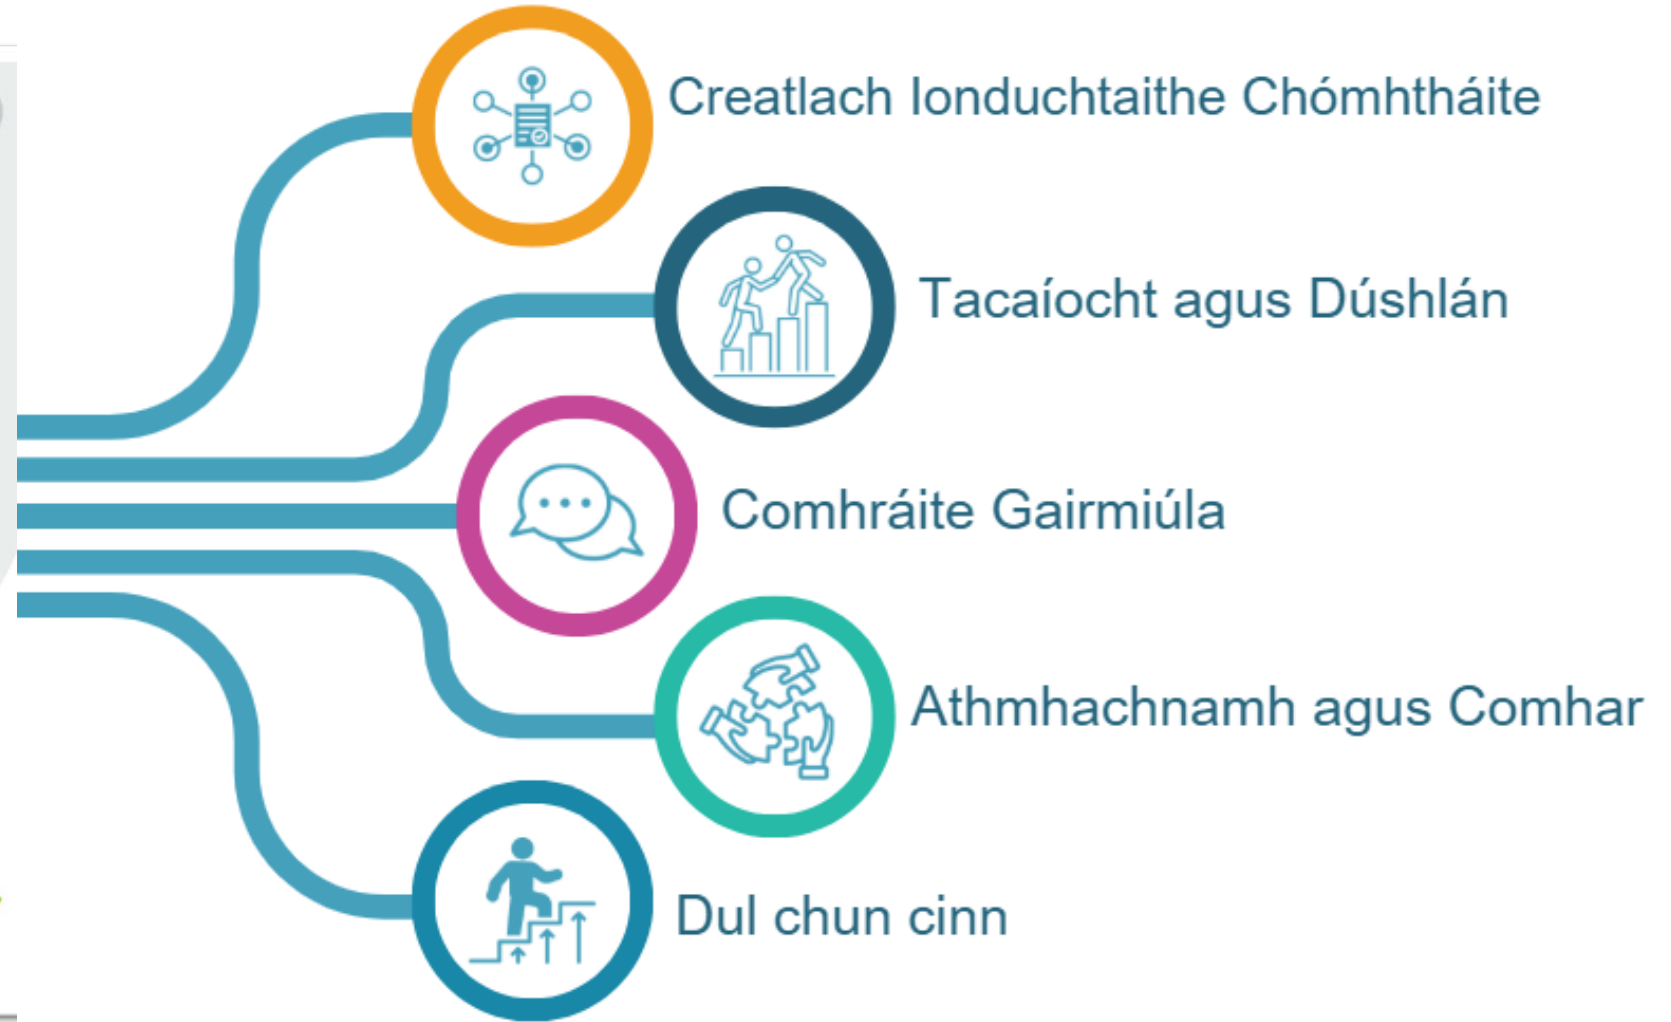 Creatlach Ionduchtaithe Chómhtháite
Tacaíocht agus Dúshlán
Comhráite Gairmiúla
Athmhachnamh agus Comhar
Dul chun cinn